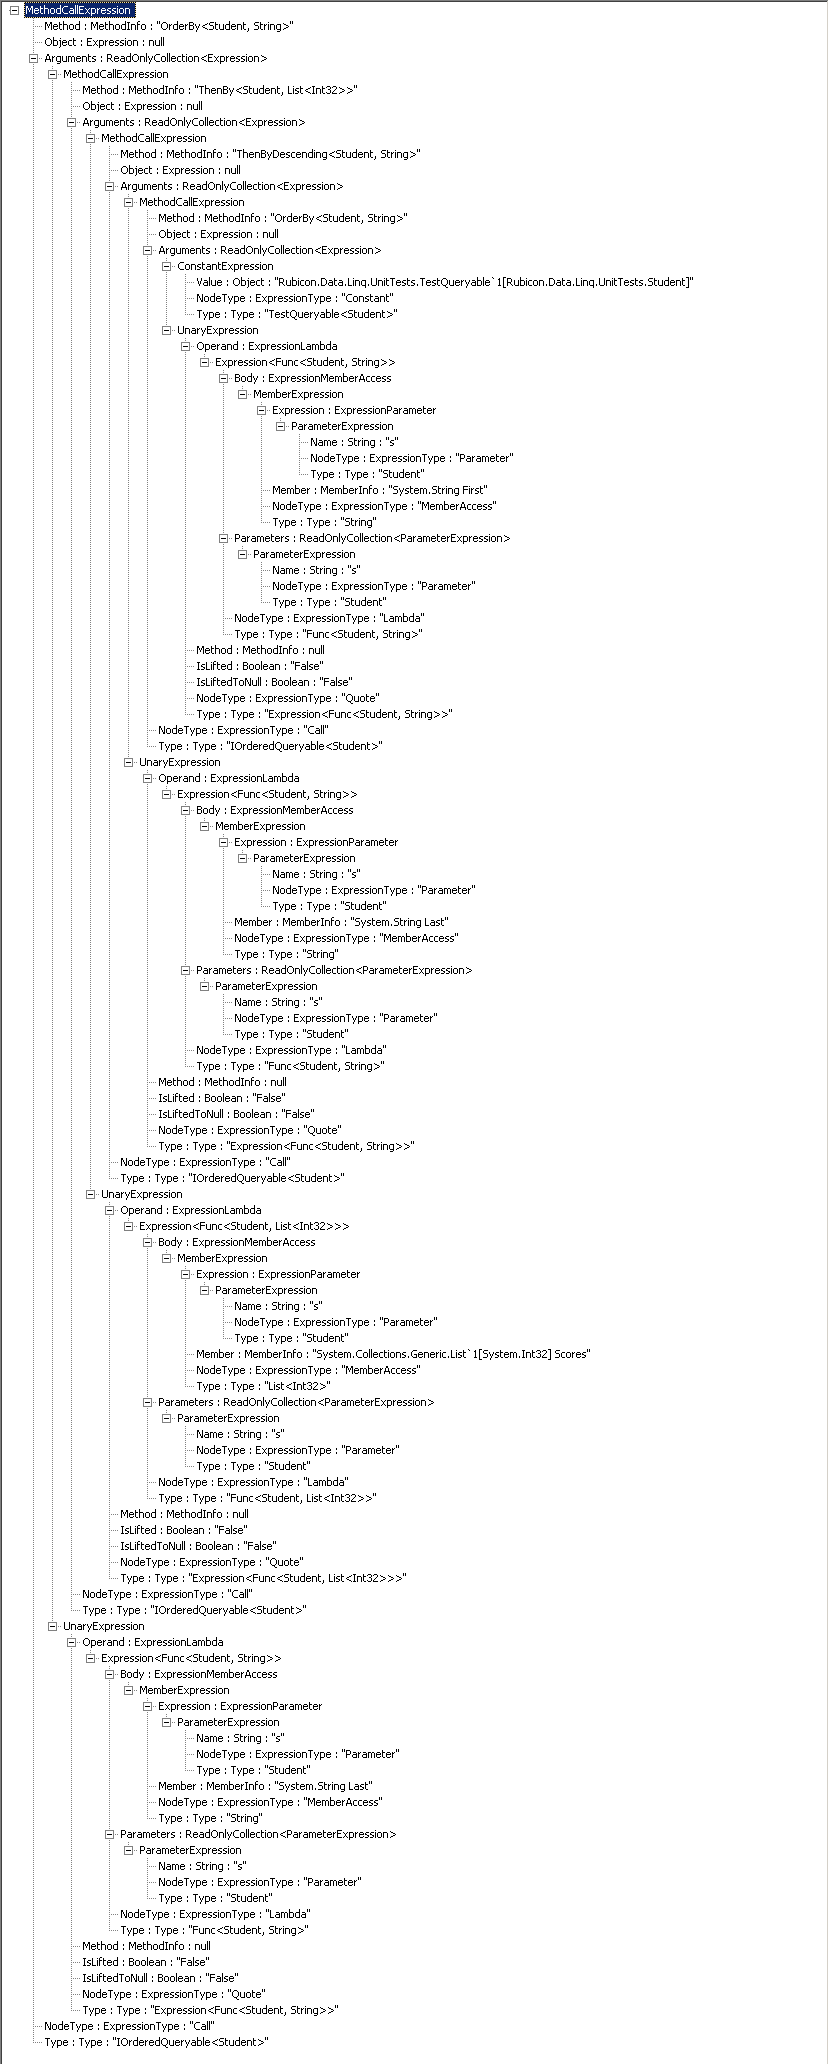 MethodCallExpression
Method : MethodInfo : "OrderBy<Student, String>"
Object : Expression : null
Arguments : ReadOnlyCollection<Expression>
MethodCallExpression
Method : MethodInfo : "ThenBy<Student, List<Int32>>"
Object : Expression : null
Arguments : ReadOnlyCollection<Expression>
MethodCallExpression
Method : MethodInfo : "ThenByDescending<Student, String>"
Object : Expression : null
Arguments : ReadOnlyCollection<Expression>
MethodCallExpression
Method : MethodInfo : "OrderBy<Student, String>"
Object : Expression : null
Arguments : ReadOnlyCollection<Expression>
ConstantExpression
Value : Object : "Rubicon.Data.Linq.UnitTests.TestQueryable`1[Rubicon.Data.Linq.UnitTests.Student]"
NodeType : ExpressionType : "Constant"
Type : Type : "TestQueryable<Student>"
UnaryExpression
Operand : ExpressionLambda
Expression<Func<Student, String>>
Body : ExpressionMemberAccess
MemberExpression
Expression : ExpressionParameter
ParameterExpression
Name : String : "s"
NodeType : ExpressionType : "Parameter"
Type : Type : "Student"
Member : MemberInfo : "System.String First"
NodeType : ExpressionType : "MemberAccess"
Type : Type : "String"
Parameters : ReadOnlyCollection<ParameterExpression>
ParameterExpression
Name : String : "s"
NodeType : ExpressionType : "Parameter"
Type : Type : "Student"
NodeType : ExpressionType : "Lambda"
Type : Type : "Func<Student, String>"
Method : MethodInfo : null
IsLifted : Boolean : "False"
IsLiftedToNull : Boolean : "False"
NodeType : ExpressionType : "Quote"
Type : Type : "Expression<Func<Student, String>>"
NodeType : ExpressionType : "Call"
Type : Type : "IOrderedQueryable<Student>"
UnaryExpression
Operand : ExpressionLambda
Expression<Func<Student, String>>
Body : ExpressionMemberAccess
MemberExpression
Expression : ExpressionParameter
ParameterExpression
Name : String : "s"
NodeType : ExpressionType : "Parameter"
Type : Type : "Student"
Member : MemberInfo : "System.String Last"
NodeType : ExpressionType : "MemberAccess"
Type : Type : "String"
Parameters : ReadOnlyCollection<ParameterExpression>
ParameterExpression
Name : String : "s"
NodeType : ExpressionType : "Parameter"
Type : Type : "Student"
NodeType : ExpressionType : "Lambda"
Type : Type : "Func<Student, String>"
Method : MethodInfo : null
IsLifted : Boolean : "False"
IsLiftedToNull : Boolean : "False"
NodeType : ExpressionType : "Quote"
Type : Type : "Expression<Func<Student, String>>"
NodeType : ExpressionType : "Call"
Type : Type : "IOrderedQueryable<Student>"
UnaryExpression
Operand : ExpressionLambda
Expression<Func<Student, List<Int32>>>
Body : ExpressionMemberAccess
MemberExpression
Expression : ExpressionParameter
ParameterExpression
Name : String : "s"
NodeType : ExpressionType : "Parameter"
Type : Type : "Student"
Member : MemberInfo : "System.Collections.Generic.List`1[System.Int32] Scores"
NodeType : ExpressionType : "MemberAccess"
Type : Type : "List<Int32>"
Parameters : ReadOnlyCollection<ParameterExpression>
ParameterExpression
Name : String : "s"
NodeType : ExpressionType : "Parameter"
Type : Type : "Student"
NodeType : ExpressionType : "Lambda"
Type : Type : "Func<Student, List<Int32>>"
Method : MethodInfo : null
IsLifted : Boolean : "False"
IsLiftedToNull : Boolean : "False"
NodeType : ExpressionType : "Quote"
Type : Type : "Expression<Func<Student, List<Int32>>>"
NodeType : ExpressionType : "Call"
Type : Type : "IOrderedQueryable<Student>"
UnaryExpression
Operand : ExpressionLambda
Expression<Func<Student, String>>
Body : ExpressionMemberAccess
MemberExpression
Expression : ExpressionParameter
ParameterExpression
Name : String : "s"
NodeType : ExpressionType : "Parameter"
Type : Type : "Student"
Member : MemberInfo : "System.String Last"
NodeType : ExpressionType : "MemberAccess"
Type : Type : "String"
Parameters : ReadOnlyCollection<ParameterExpression>
ParameterExpression
Name : String : "s"
NodeType : ExpressionType : "Parameter"
Type : Type : "Student"
NodeType : ExpressionType : "Lambda"
Type : Type : "Func<Student, String>"
Method : MethodInfo : null
IsLifted : Boolean : "False"
IsLiftedToNull : Boolean : "False"
NodeType : ExpressionType : "Quote"
Type : Type : "Expression<Func<Student, String>>"
NodeType : ExpressionType : "Call"
Type : Type : "IOrderedQueryable<Student>"